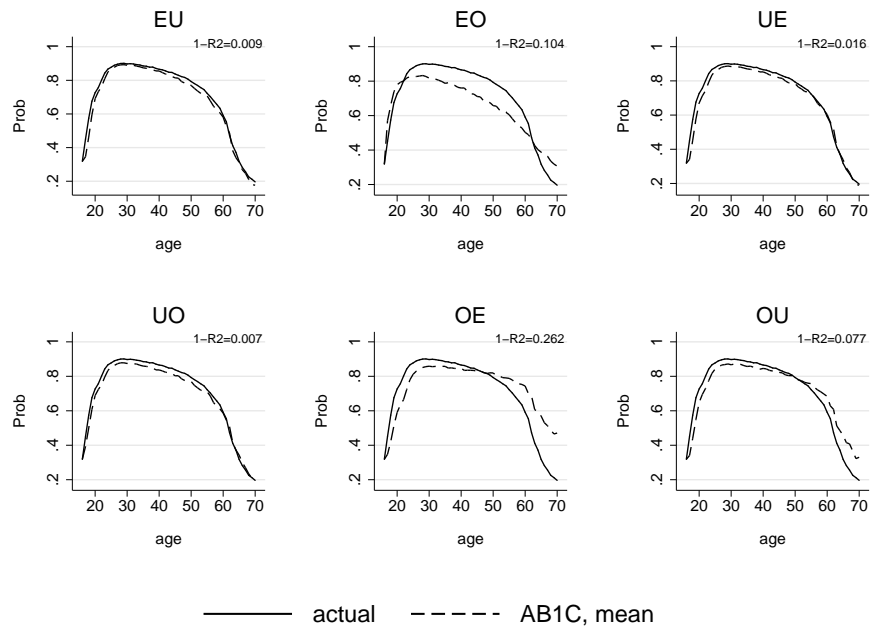 EU
1−R2=0.009
Prob
.2 .4 .6 .8 1
20 30 40 50 60 70
age
EO
1−R2=0.104
Prob
.2 .4 .6 .8 1
20 30 40 50 60 70
age
UE
1−R2=0.016
Prob
.2 .4 .6 .8 1
20 30 40 50 60 70
age
UO
1−R2=0.007
Prob
.2 .4 .6 .8 1
20 30 40 50 60 70
age
OE
1−R2=0.262
Prob
.2 .4 .6 .8 1
20 30 40 50 60 70
age
OU
1−R2=0.077
Prob
.2 .4 .6 .8 1
20 30 40 50 60 70
age
actual AB1C, mean